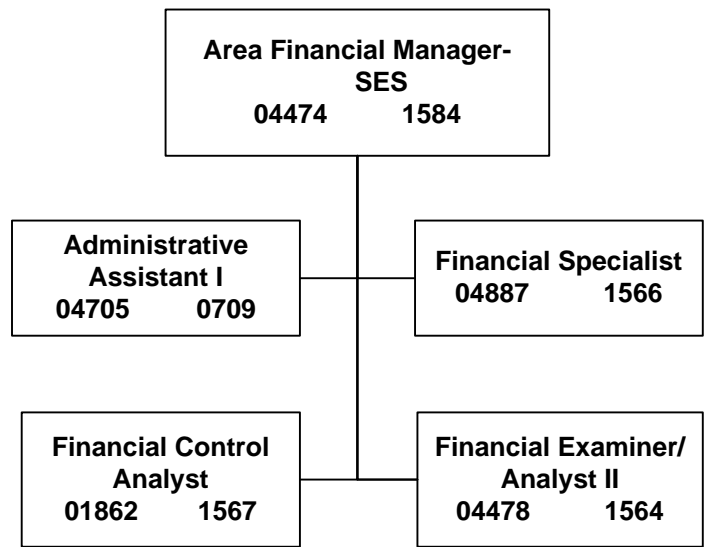 Area Financial Manager-
SES
04474 1584
Administrative
Assistant I
04705 0709
Financial Specialist
04887 1566
Financial Control
Analyst
01862 1567
Financial Examiner/
Analyst II
04478 1564